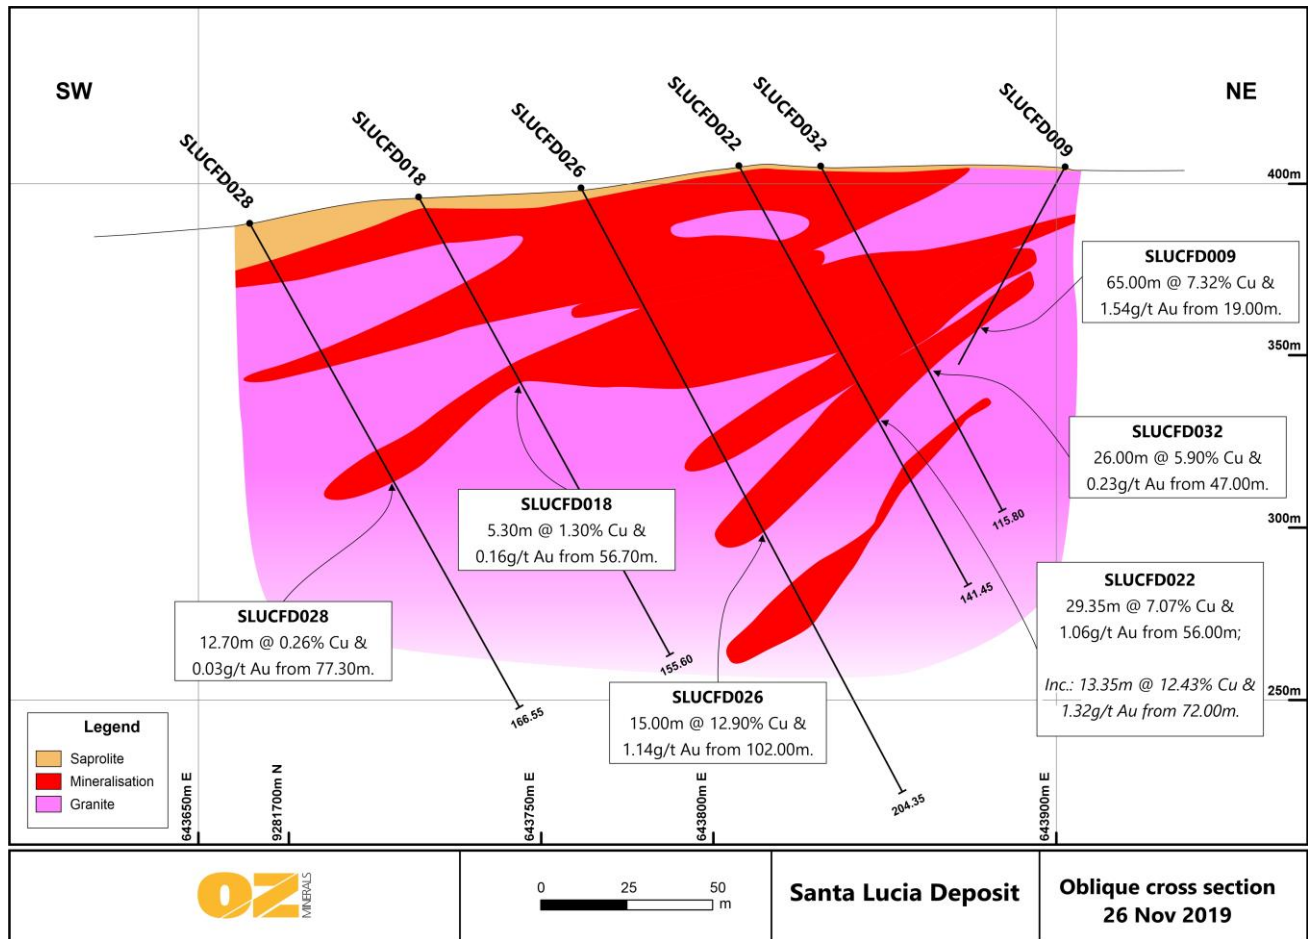 SW
NE
SLUCFD028
SLUCFD018
SLUCFD026
SLUCFD022
SLUCFD032
SLUCFD009
400m
350m
300m
250m
SLUCFD009
65.00m @ 7.32% Cu &
1.54g/t Au from 19.00m.
SLUCFD032
26.00m @ 5.90% Cu &
0.23g/t Au from 47.00m.
SLUCFD022
29.35m @ 7.07% Cu &
1.06g/t Au from 56.00m;
Inc.: 13.35m @ 12.43% Cu &
1.32g/t Au from 72.00m.
SLUCFD018
5.30m @ 1.30% Cu &
0.16g/t Au from 56.70m.
SLUCFD028
12.70m @ 0.26% Cu &
0.03g/t Au from 77.30m.
SLUCFD026
15.00m @ 12.90% Cu &
1.14g/t Au from 102.00m.
166.55
155.60
204.35
141.45
115.80
Legend
Saprolite
Mineralisation
Granite
643650m E
9281700m N
643750m E
643800m E
643900m E
OZ
MINERALS
0 25 50
m
Santa Lucia Deposit
Oblique cross section
26 Nov 2019